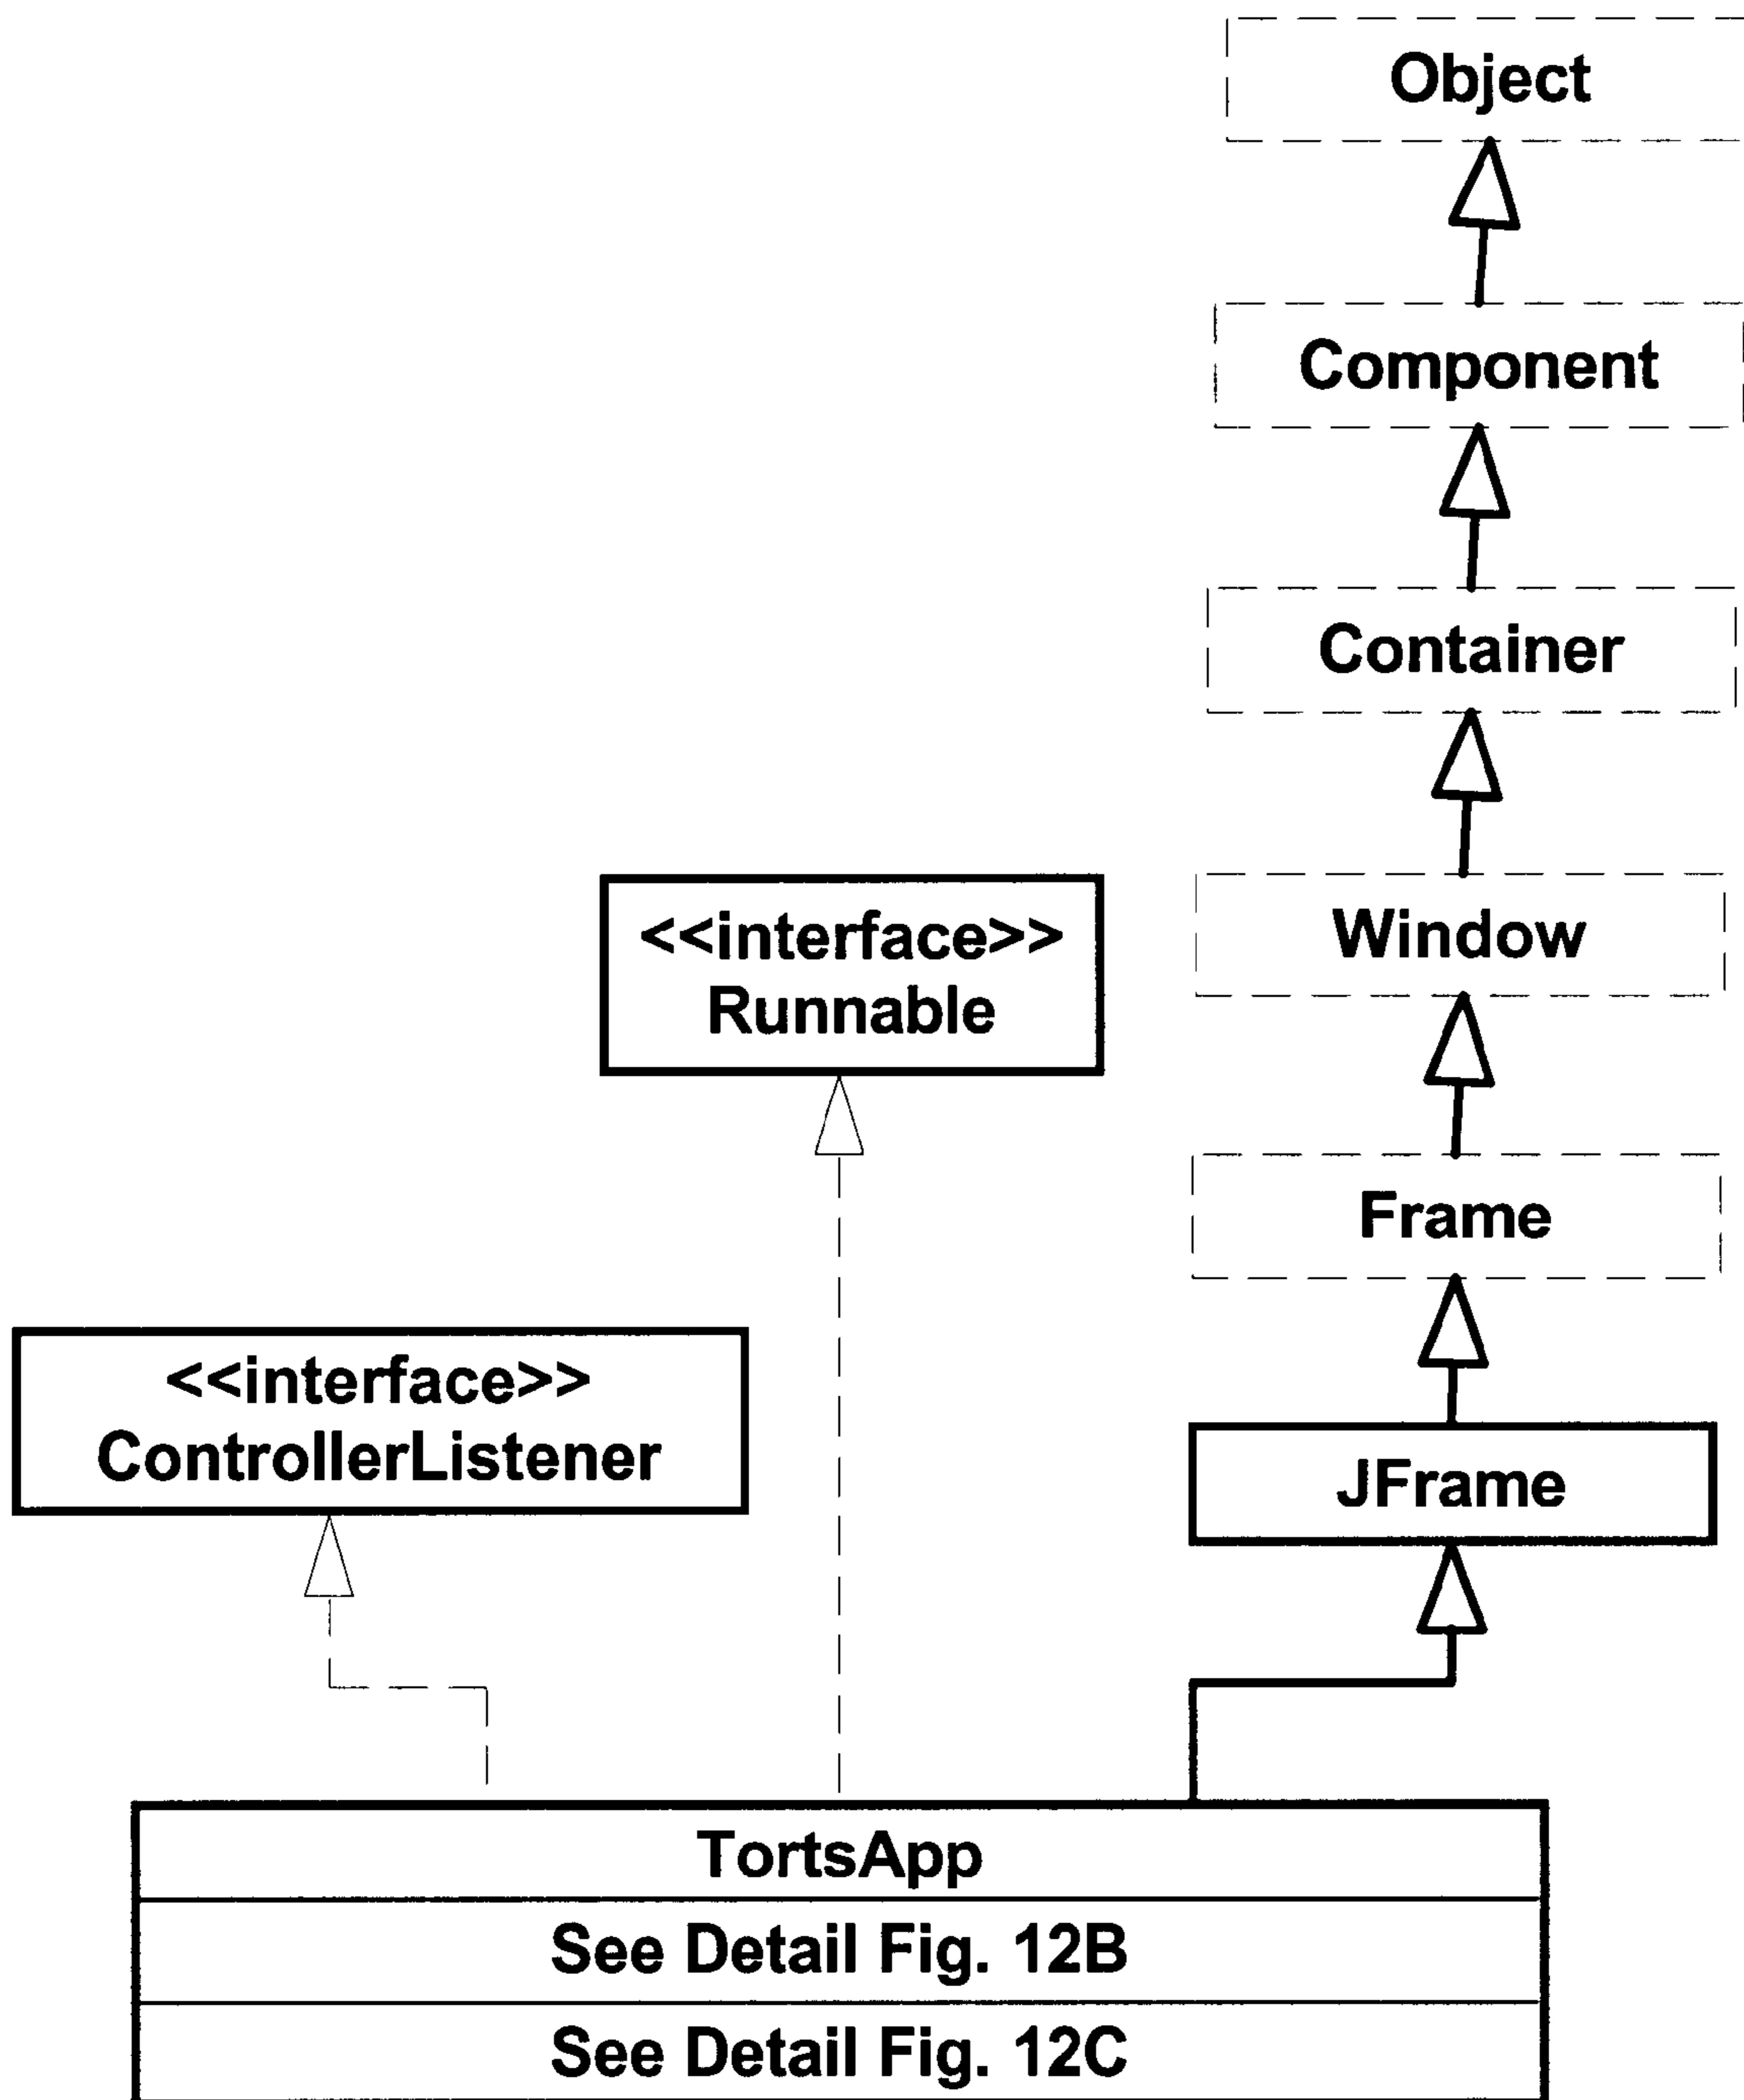 Object
Component
Container
Window
<<interface>>
Runnable
Frame
<<interface>>
ControllerListener
JFrame
TortsApp
See Detail Fig. 12B
See Detail Fig. 12C